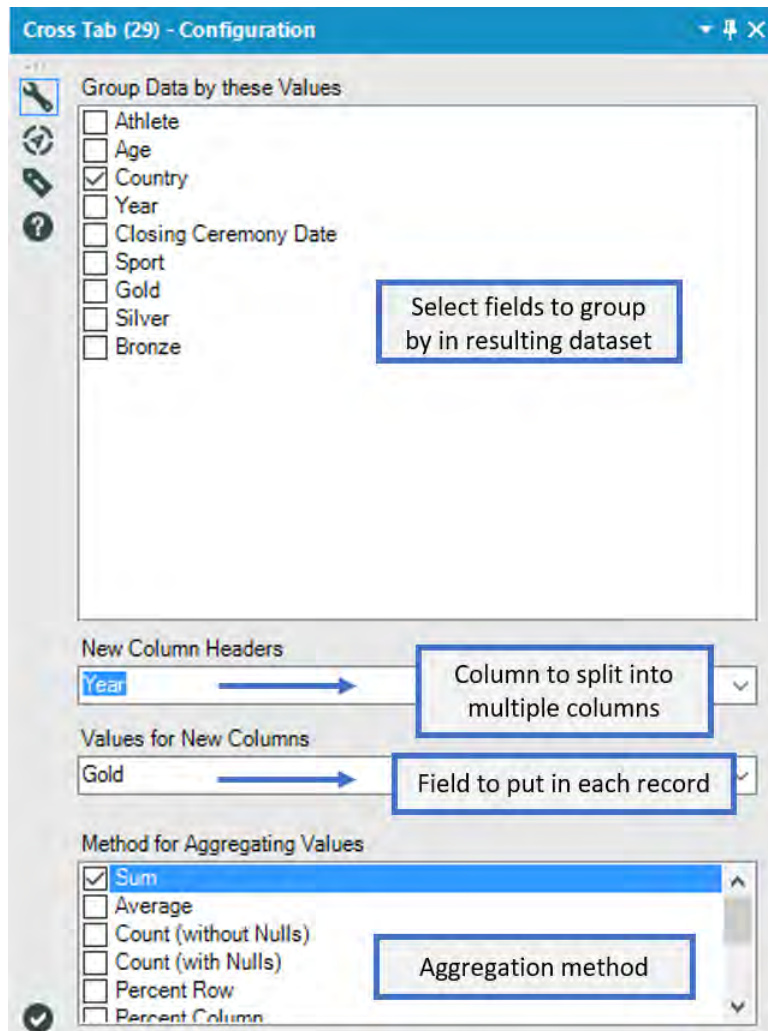 Cross Tab (29) - Configuration
Group Data by these Values
Athlete
Age
Country
Year
Closing Ceremony Date
Sport
Gold
Silver
Bronze
Select fields to group
by in resulting dataset
New Column Headers
Year
Column to split into
multiple columns
Values for New Columns
Gold
Field to put in each record
Method for Aggregating Values
Sum
Average
Count (without Nulls)
Count (with Nulls)
Percent Row
Percent Column
Aggregation method